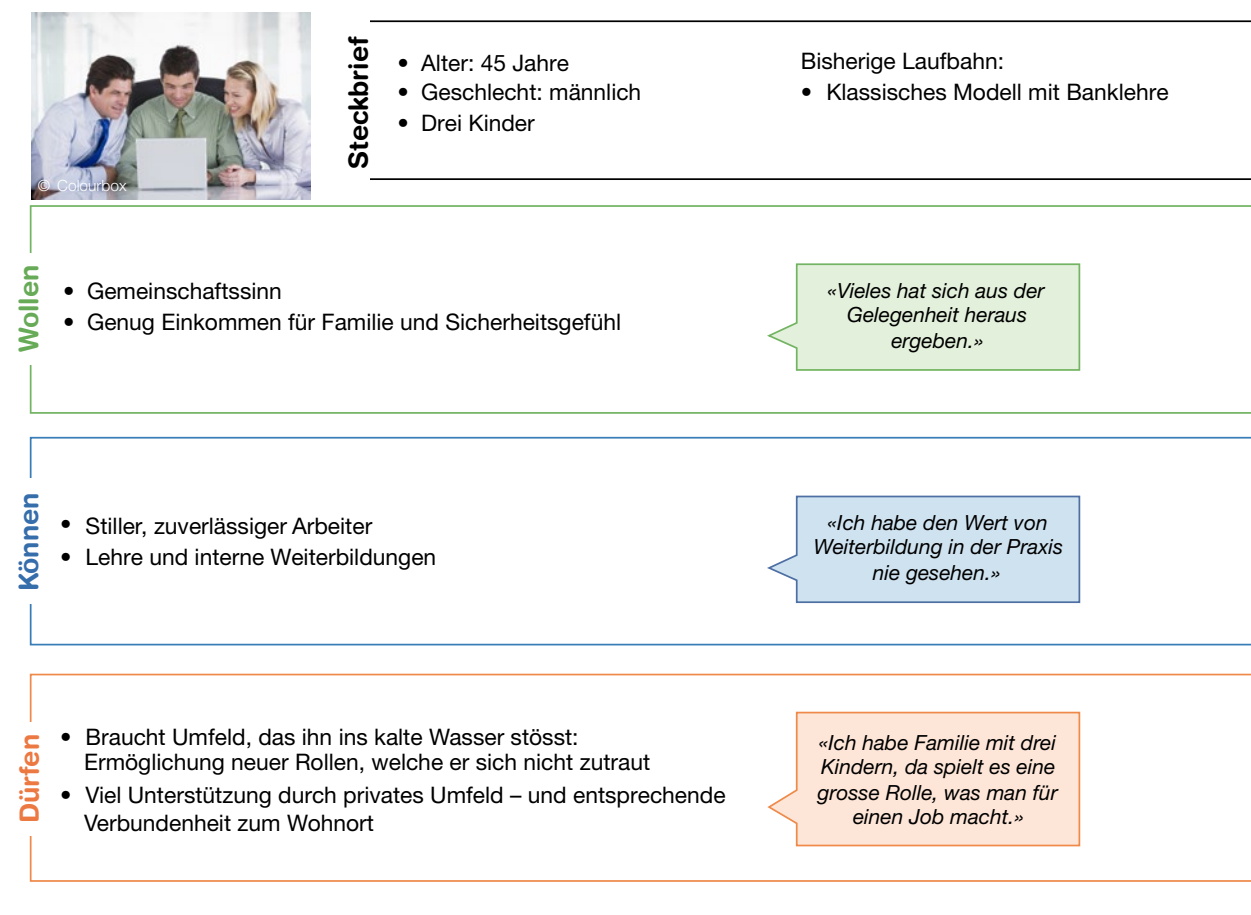 © Colourbox
Steckbrief
• Alter: 45 Jahre
• Geschlecht: männlich
• Drei Kinder
Bisherige Laufbahn:
• Klassisches Modell mit Banklehre
Wollen
• Gemeinschaftssinn
• Genug Einkommen für Familie und Sicherheitsgefühl
«Vieles hat sich aus der
Gelegenheit heraus
ergeben.»
Können
• Stiller, zuverlässiger Arbeiter
• Lehre und interne Weiterbildungen
«Ich habe den Wert von
Weiterbildung in der Praxis
nie gesehen.»
Dürfen
• Braucht Umfeld, das ihn ins kalte Wasser stösst:
Ermöglichung neuer Rollen, welche er sich nicht zutraut
• Viel Unterstützung durch privates Umfeld – und entsprechende
Verbundenheit zum Wohnort
«Ich habe Familie mit drei
Kindern, da spielt es eine
grosse Rolle, was man für
einen Job macht.»